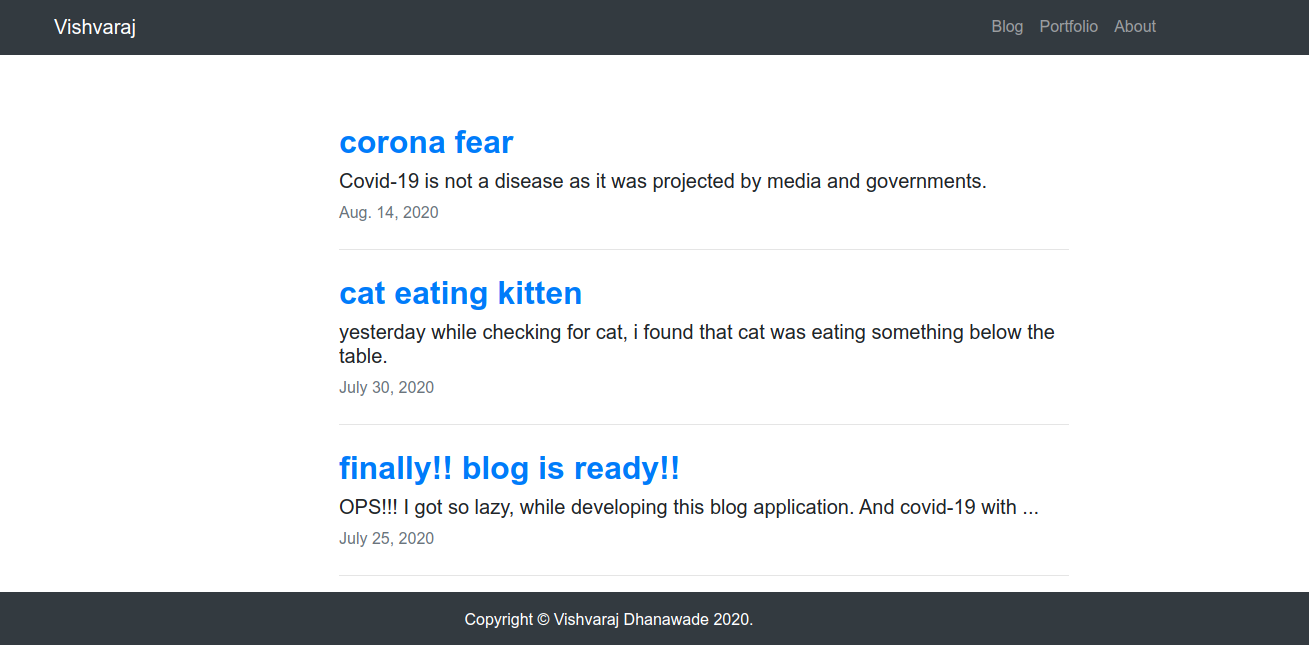 Vishvaraj
Blog Portfolio About
corona fear
Covid-19 is not a disease as it was projected by media and governments.
Aug. 14, 2020
cat eating kitten
yesterday while checking for cat, i found that cat was eating something below the
table.
July 30, 2020
finally!! blog is ready!!
OPS!!! I got so lazy, while developing this blog application. And covid-19 with ...
July 25, 2020
Copyright © Vishvaraj Dhanawade 2020.